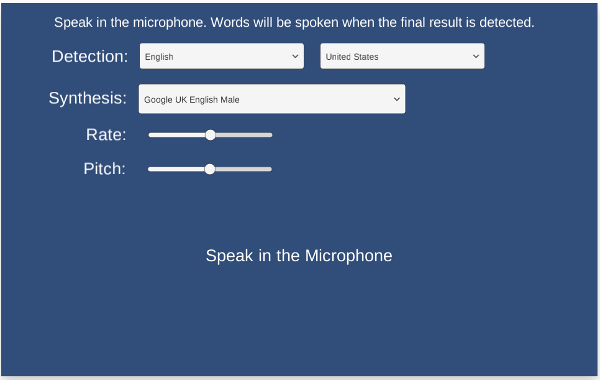 Speak in the microphone. Words will be spoken when the final result is detected.
Detection: English United States
Synthesis: Google UK English Male
Rate:
Pitch:
Speak in the Microphone